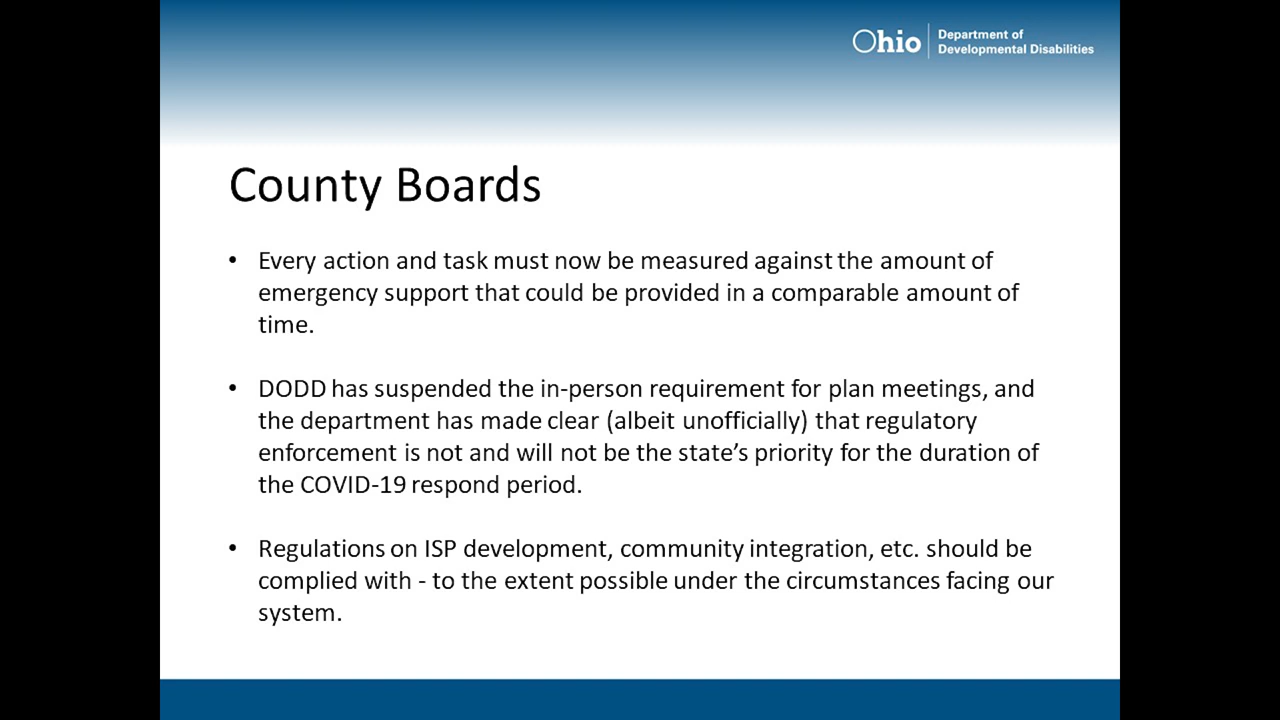 Ohio
Department of
Developmental Disabilities
County Boards
• Every action and task must now be measured against the amount of
emergency support that could be provided in a comparable amount of
time.
• DODD has suspended the in-person requirement for plan meetings, and
the department has made clear (albeit unofficially) that regulatory
enforcement is not and will not be the state’s priority for the duration of
the COVID-19 respond period.
• Regulations on ISP development, community integration, etc. should be
complied with - to the extent possible under the circumstances facing our
system.